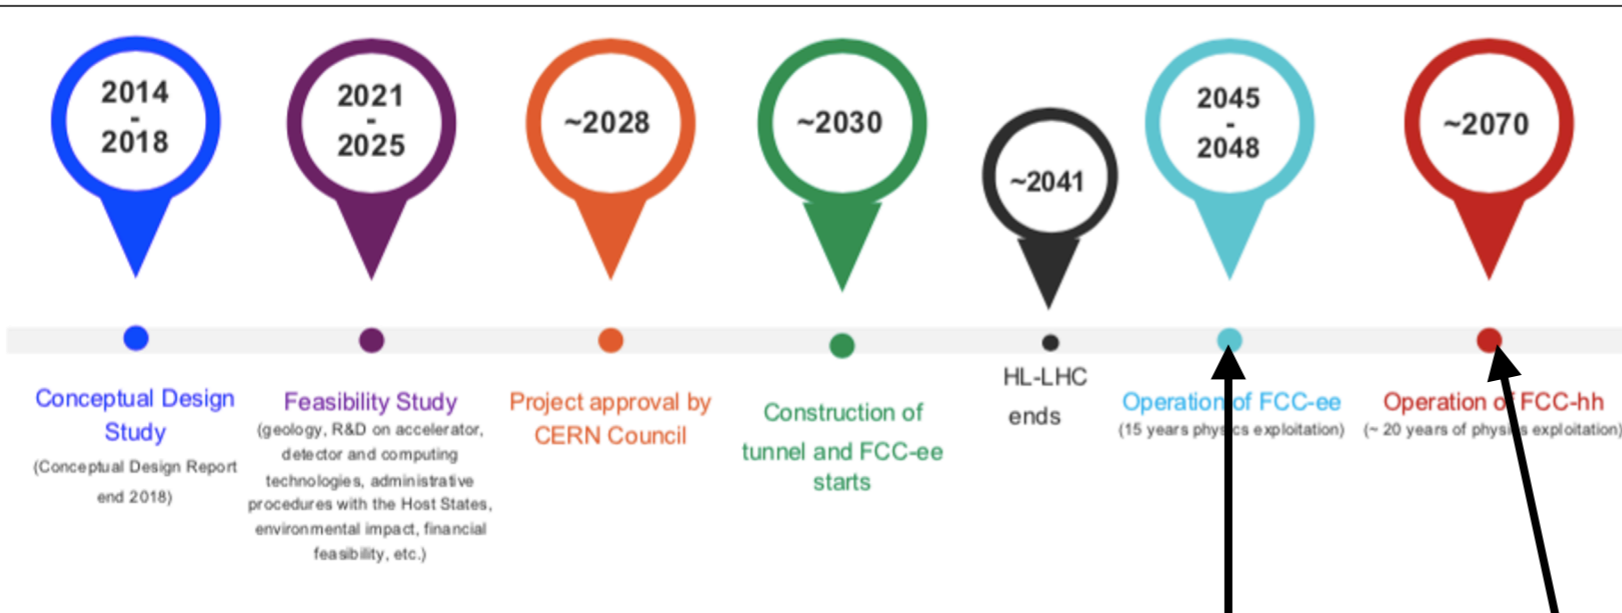 2014
-
2018
2021
-
2025
~2028
~2030
~2041
2045
-
2048
~2070
Conceptual Design
Study
(Conceptual Design Report
end 2018)
Feasibility Study
(geology, R&D on accelerator,
detector and computing
technologies, administrative
procedures with the Host States,
environmental impact, financial
feasibility, etc.)
Project approval by
CERN Council
Construction of
tunnel and FCC-ee
starts
HL-LHC
ends
Operation of FCC-ee
(15 years physics exploitation)
Operation of FCC-hh
(~ 20 years of physics exploitation)